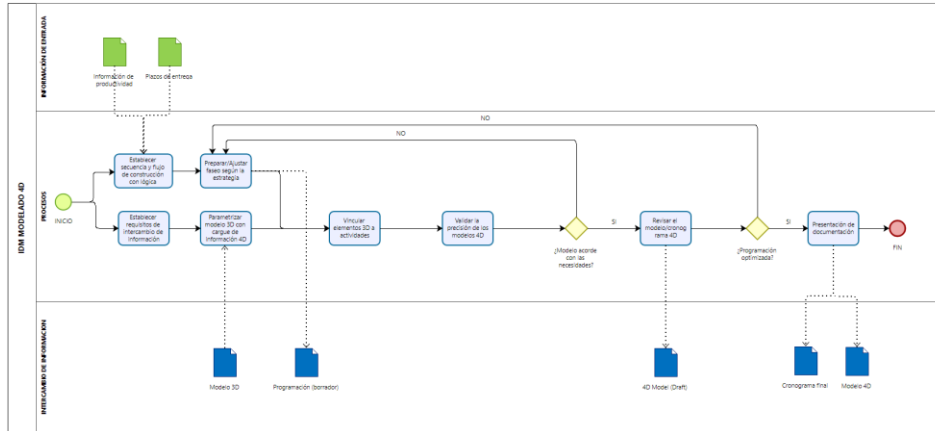 IDM MODELADO 4D
INFORMACIÓN DE ENTRADA
Información de
productividad
Plazos de entrega
PROCESOS
NO
NO
INICIO
Establecer
secuencia y flujo
de construcción
con lógica
Preparar/Ajustar
faseo según la
estrategia
Establecer
requisitos de
intercambio de
información
Parametrizar
modelo 3D con
cargue de
información 4D
Vincular
elementos 3D a
actividades
Validar la
precisión de los
modelos 4D
¿Modelo acorde
con las
necesidades?
SI
Revisar el
modelo/cronog
rama 4D
¿Programación
optimizada?
SI
Presentación de
documentación
FIN
INTERCAMBIO DE INFORMACION
Modelo 3D
Programación (borrador)
4D Model (Draft)
Cronograma final
Modelo 4D